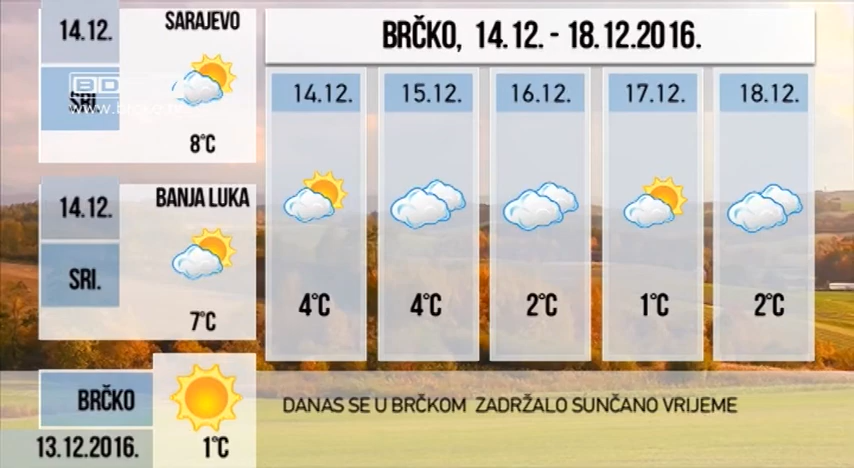 14.12.
SARAJEVO
SRI.
8°C
14.12.
BANJA LUKA
SRI.
7°C
BRČKO
13.12.2016.
1°C
BRČKO, 14.12. - 18.12.2016.
14.12.
15.12.
16.12.
17.12.
18.12.
4°C
4°C
2°C
1°C
2°C
DANAS SE U BRČKOM ZADRŽALO SUNČANO VRIJEME